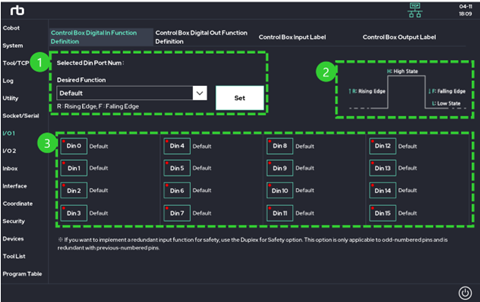 rb
04-11
18:09
Cobot
System
Tool/TCP
Log
Utility
Socket/Serial
I/O 1
I/O 2
Inbox
Interface
Coordinate
Security
Devices
Tool List
Program Table
Control Box Digital In Function Definition
Control Box Digital Out Function Definition
Control Box Input Label
Control Box Output Label
1
Selected Din Port Num :
Desired Function
Default
Set
R: Rising Edge, F: Falling Edge
2
H: High State
R: Rising Edge
F: Falling Edge
L: Low State
3
Din 0 Default
Din 4 Default
Din 8 Default
Din 12 Default
Din 1 Default
Din 5 Default
Din 9 Default
Din 13 Default
Din 2 Default
Din 6 Default
Din 10 Default
Din 14 Default
Din 3 Default
Din 7 Default
Din 11 Default
Din 15 Default
※ If you want to implement a redundant input function for safety, use the Duplex for Safety option. This option is only applicable to odd-numbered pins and is
redundant with previous-numbered pins.